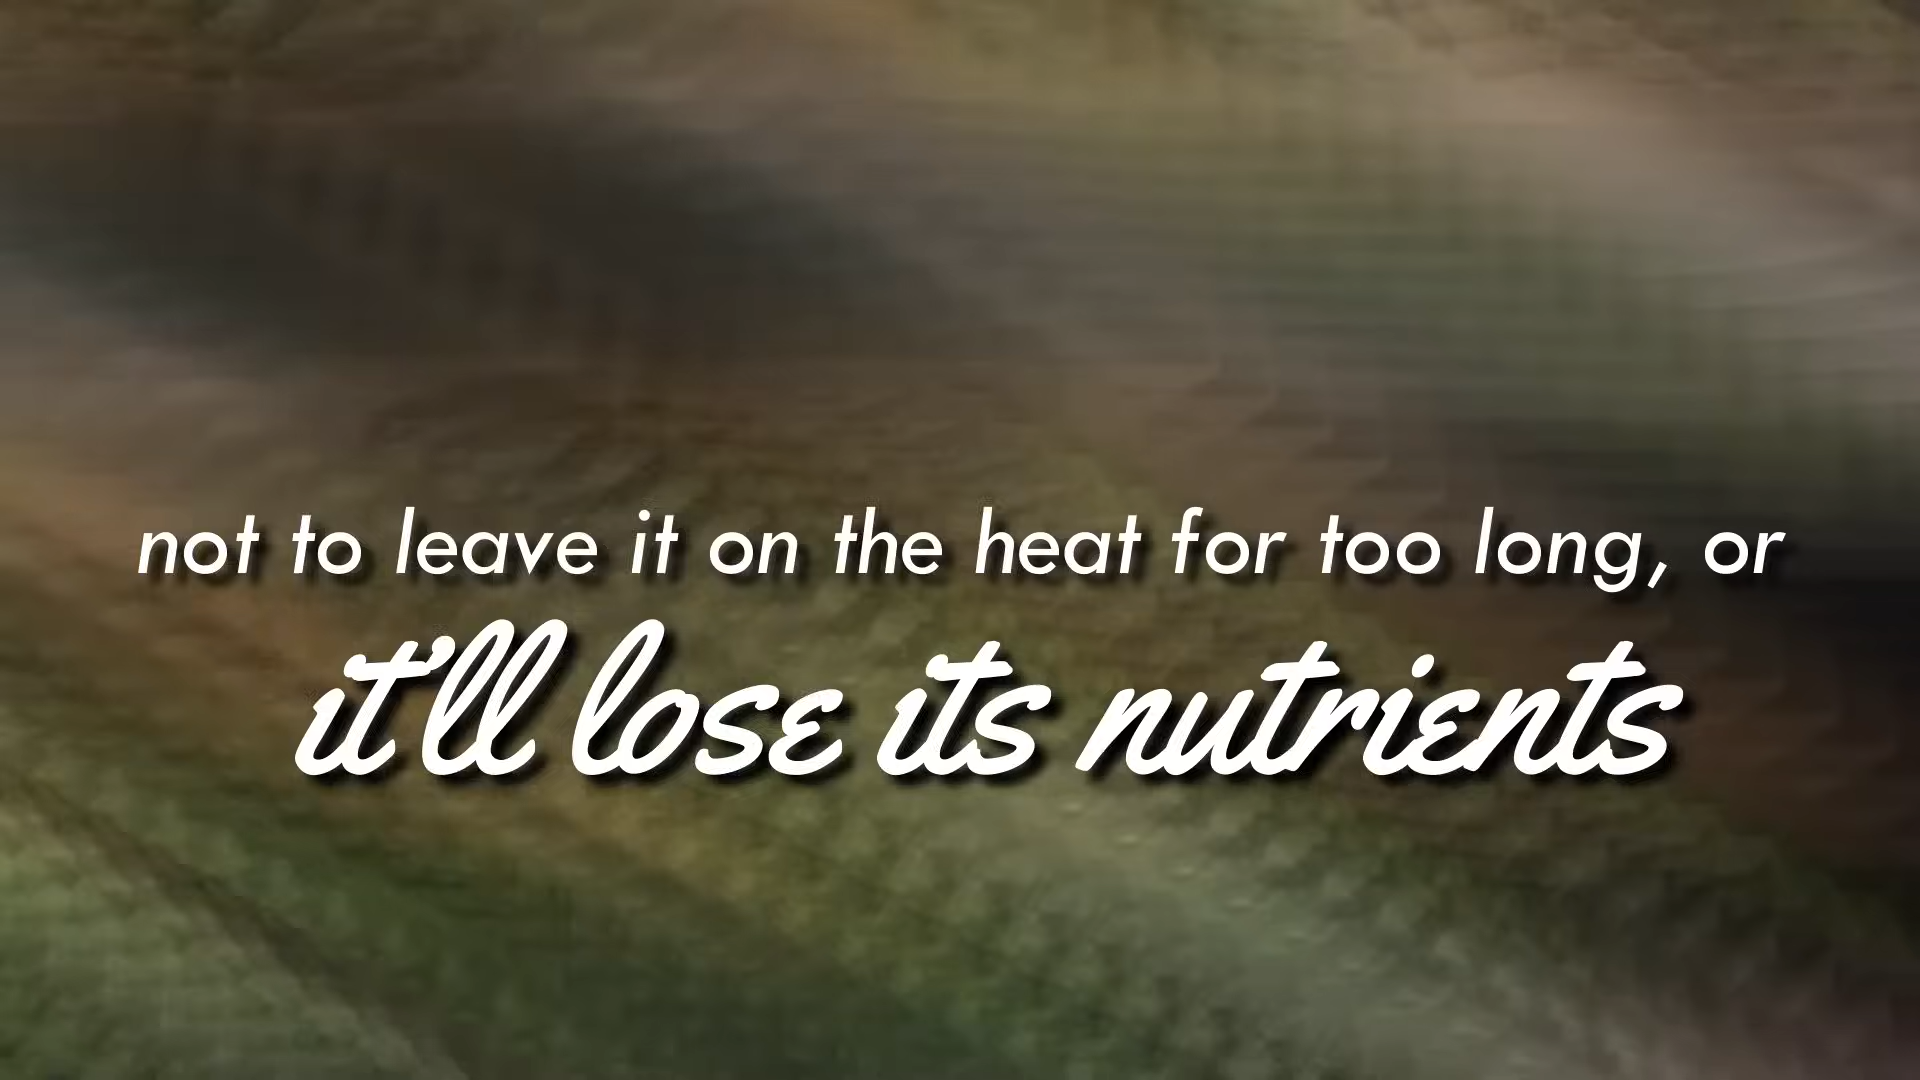 not to leave it on the heat for too long, or
it'll lose its nutrients